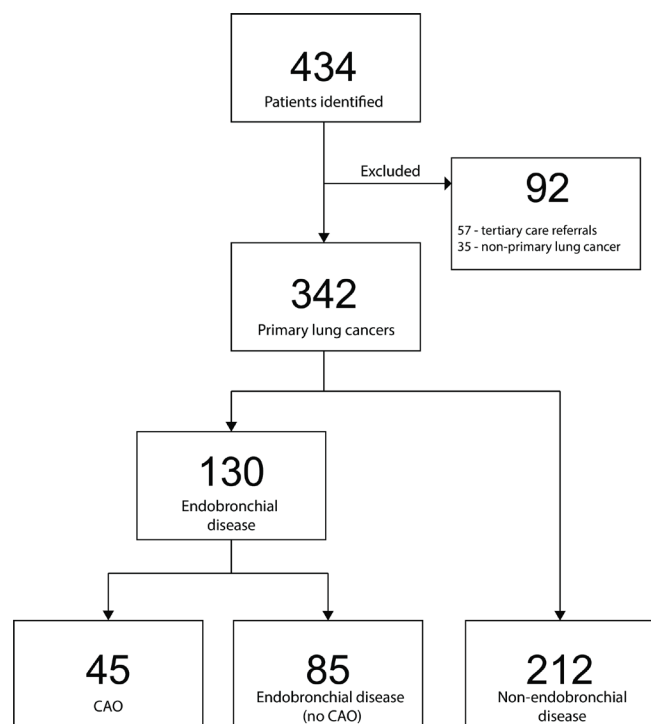 434
Patients identified
Excluded
92
57 - tertiary care referrals
35 - non-primary lung cancer
342
Primary lung cancers
130
Endobronchial
disease
45
CAO
85
Endobronchial disease
(no CAO)
212
Non-endobronchial
disease